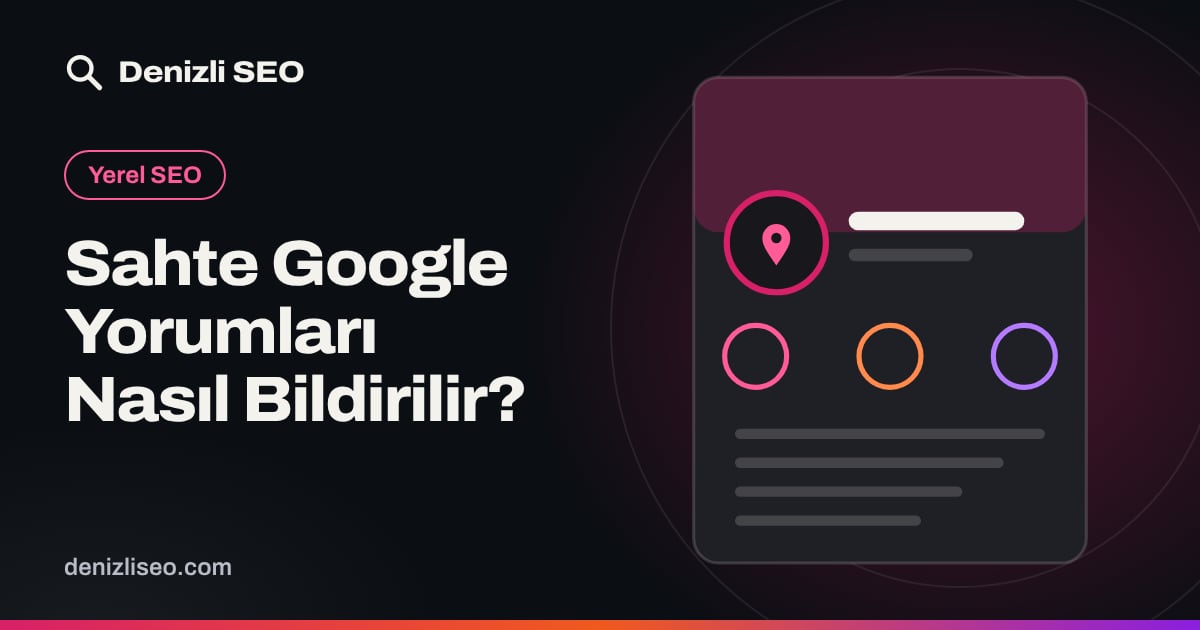 Denizli SEO
Yerel SEO
Sahte Google
Yorumları
Nasıl Bildirilir?
denizliseo.com